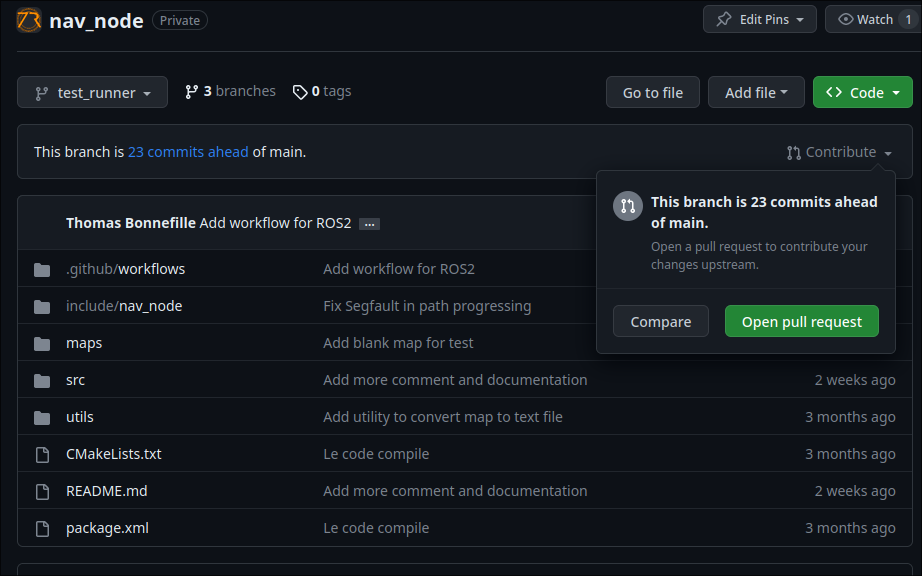 nav_node Private Edit Pins Watch 1
test_runner 3 branches 0 tags Go to file Add file <> Code
This branch is 23 commits ahead of main. Contribute
This branch is 23 commits ahead of main.
Open a pull request to contribute your changes upstream.
Compare Open pull request
Thomas Bonnefille Add workflow for ROS2 ...
.github/workflows Add workflow for ROS2
include/nav_node Fix Segfault in path progressing
maps Add blank map for test
src Add more comment and documentation 2 weeks ago
utils Add utility to convert map to text file 3 months ago
CMakeLists.txt Le code compile 3 months ago
README.md Add more comment and documentation 2 weeks ago
package.xml Le code compile 3 months ago